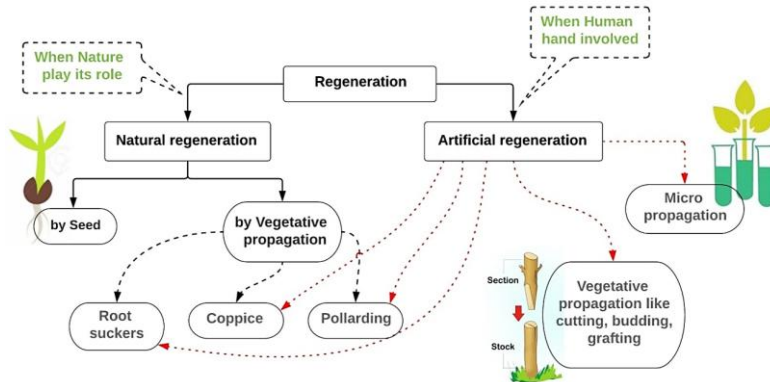 When Nature
play its role
Regeneration
When Human
hand involved
Natural regeneration
Artificial regeneration
by Seed
by Vegetative
propagation
Micro
propagation
Root
suckers
Coppice
Pollarding
Section
Stock
Vegetative
propagation like
cutting, budding,
grafting